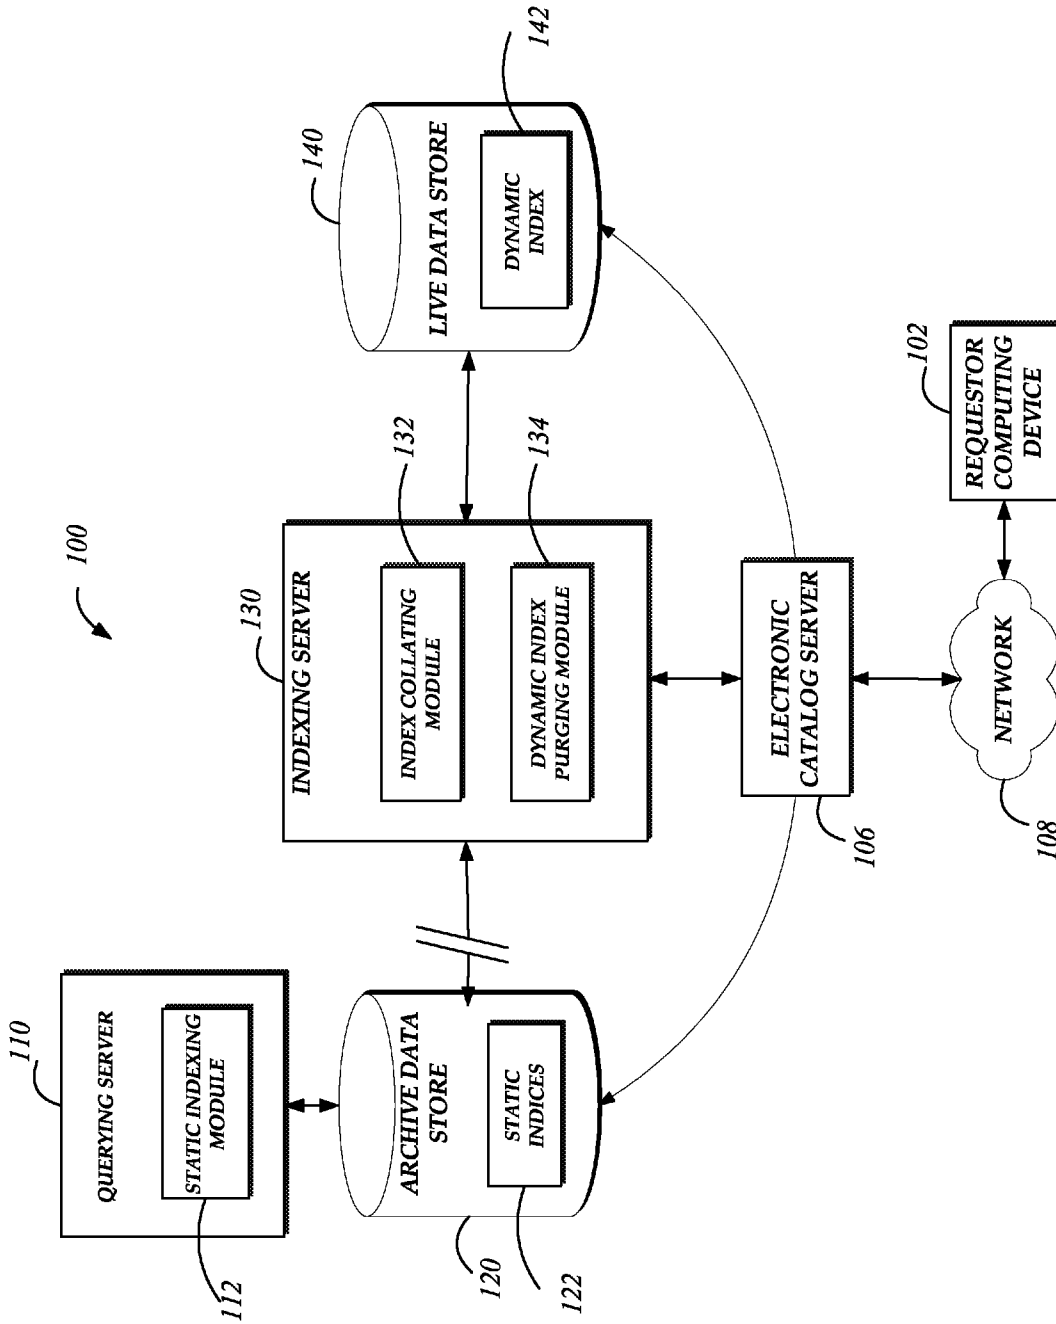 100
110
QUERYING SERVER
STATIC INDEXING
MODULE
112
130
INDEXING SERVER
INDEX COLLATING
MODULE
132
DYNAMIC INDEX
PURGING MODULE
134
140
LIVE DATA STORE
DYNAMIC
INDEX
142
ARCHIVE DATA
STORE
STATIC
INDICES
120
122
ELECTRONIC
CATALOG SERVER
106
NETWORK
108
REQUESTOR
COMPUTING
DEVICE
102